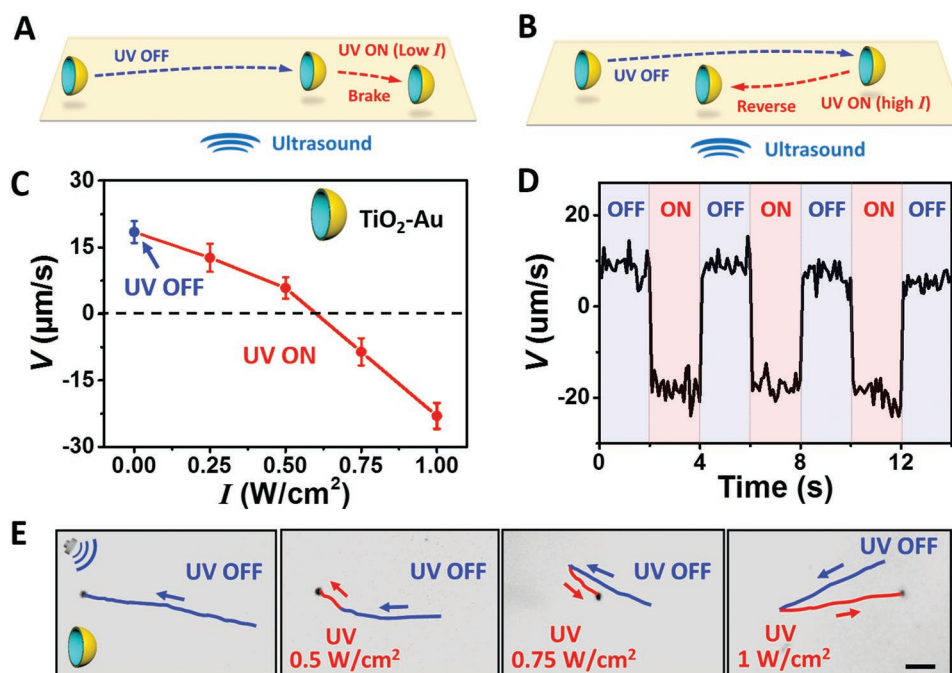 A
UV OFF
UV ON (Low I)
Brake
Ultrasound
B
UV OFF
Reverse
UV ON (high I)
Ultrasound
C
30
15
0
-15
-30
V (μm/s)
UV OFF
UV ON
TiO₂-Au
0.00 0.25 0.50 0.75 1.00
I (W/cm²)
D
OFF ON OFF ON OFF ON OFF
20
0
-20
V (um/s)
0 4 8 12
Time (s)
E
UV OFF
UV OFF
UV
0.5 W/cm²
UV OFF
UV
0.75 W/cm²
UV OFF
UV
1 W/cm²